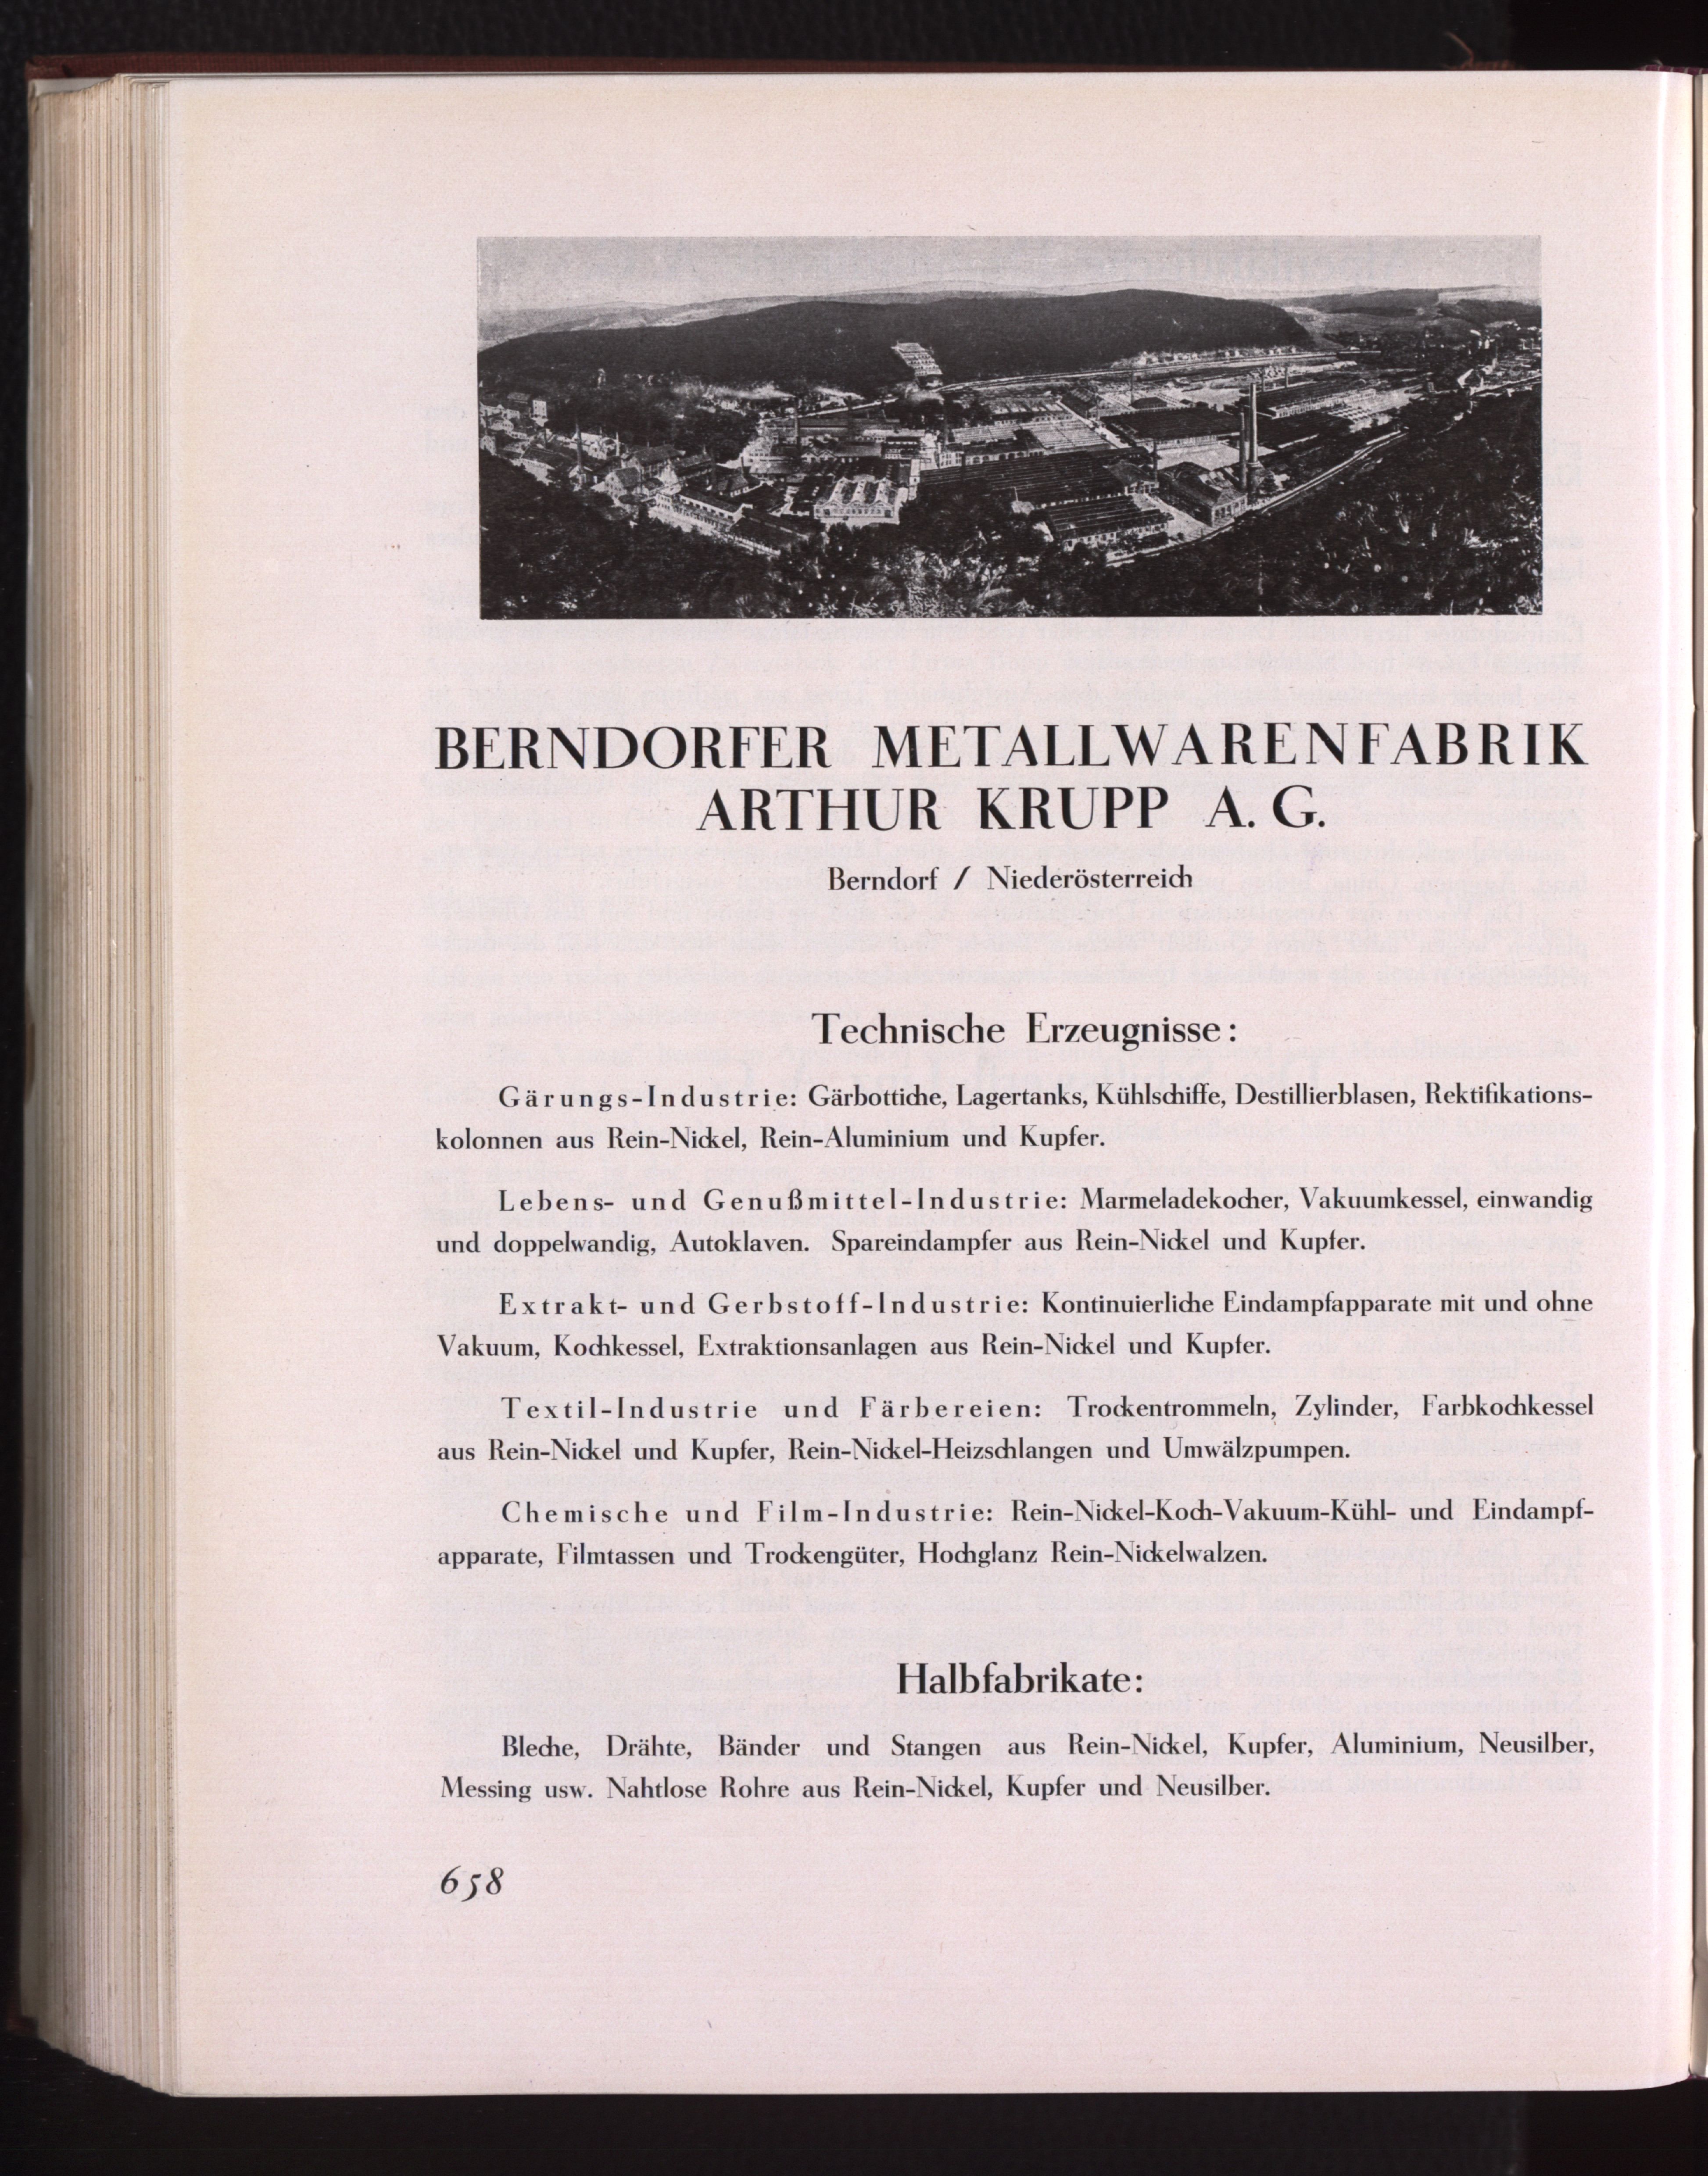 BERNDORFER METALLWARENFABRIK
ARTHUR KRUPP A. G.
Berndorf / Niederösterreich
Technische Erzeugnisse:
Gärungs-Industrie: Gärbottiche, Lagertanks, Kühlschiffe, Destillierblasen, Rektifikations-
kolonnen aus Rein-Nickel, Rein-Aluminium und Kupfer.
Lebens- und Genußmittel-Industrie: Marmeladekocher, Vakuumkessel, einwandig
und doppelwandig, Autoklaven. Spareindampfer aus Rein-Nickel und Kupfer.
Extrakt- und Gerbstoff-Industrie: Kontinuierliche Eindampfapparate mit und ohne
Vakuum, Kochkessel, Extraktionsanlagen aus Rein-Nickel und Kupfer.
Textil-Industrie und Färbereien: Trockentrommeln, Zylinder, Farbkochkessel
aus Rein-Nickel und Kupfer, Rein-Nickel-Heizschlangen und Umwälzpumpen.
Chemische und Film-Industrie: Rein-Nickel-Koch-Vakuum-Kühl- und Eindampf-
apparate, Filmtassen und Trockengüter, Hochglanz Rein-Nickelwalzen.
Halbfabrikate:
Bleche, Drähte, Bänder und Stangen aus Rein-Nickel, Kupfer, Aluminium, Neusilber,
Messing usw. Nahtlose Rohre aus Rein-Nickel, Kupfer und Neusilber.
658